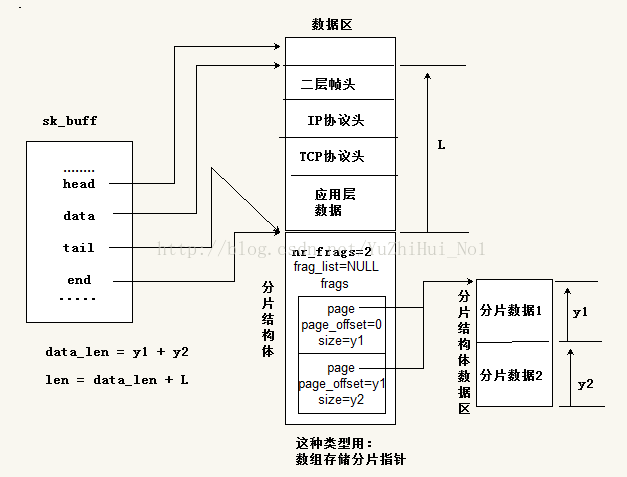 数据区
sk_buff
........
head
data
tail
end
.....
data_len = y1 + y2
len = data_len + L
二层帧头
IP协议头
TCP协议头
应用层
数据
L
http://blog.csdn.net/YuZhiHui_No1
nr_frags=2
frag_list=NULL
frags
page
page_offset=0
size=y1
page
page_offset=y1
size=y2
分片结构体
分片结构体数据区
分片数据1
分片数据2
y1
y2
这种类型用：
数组存储分片指针